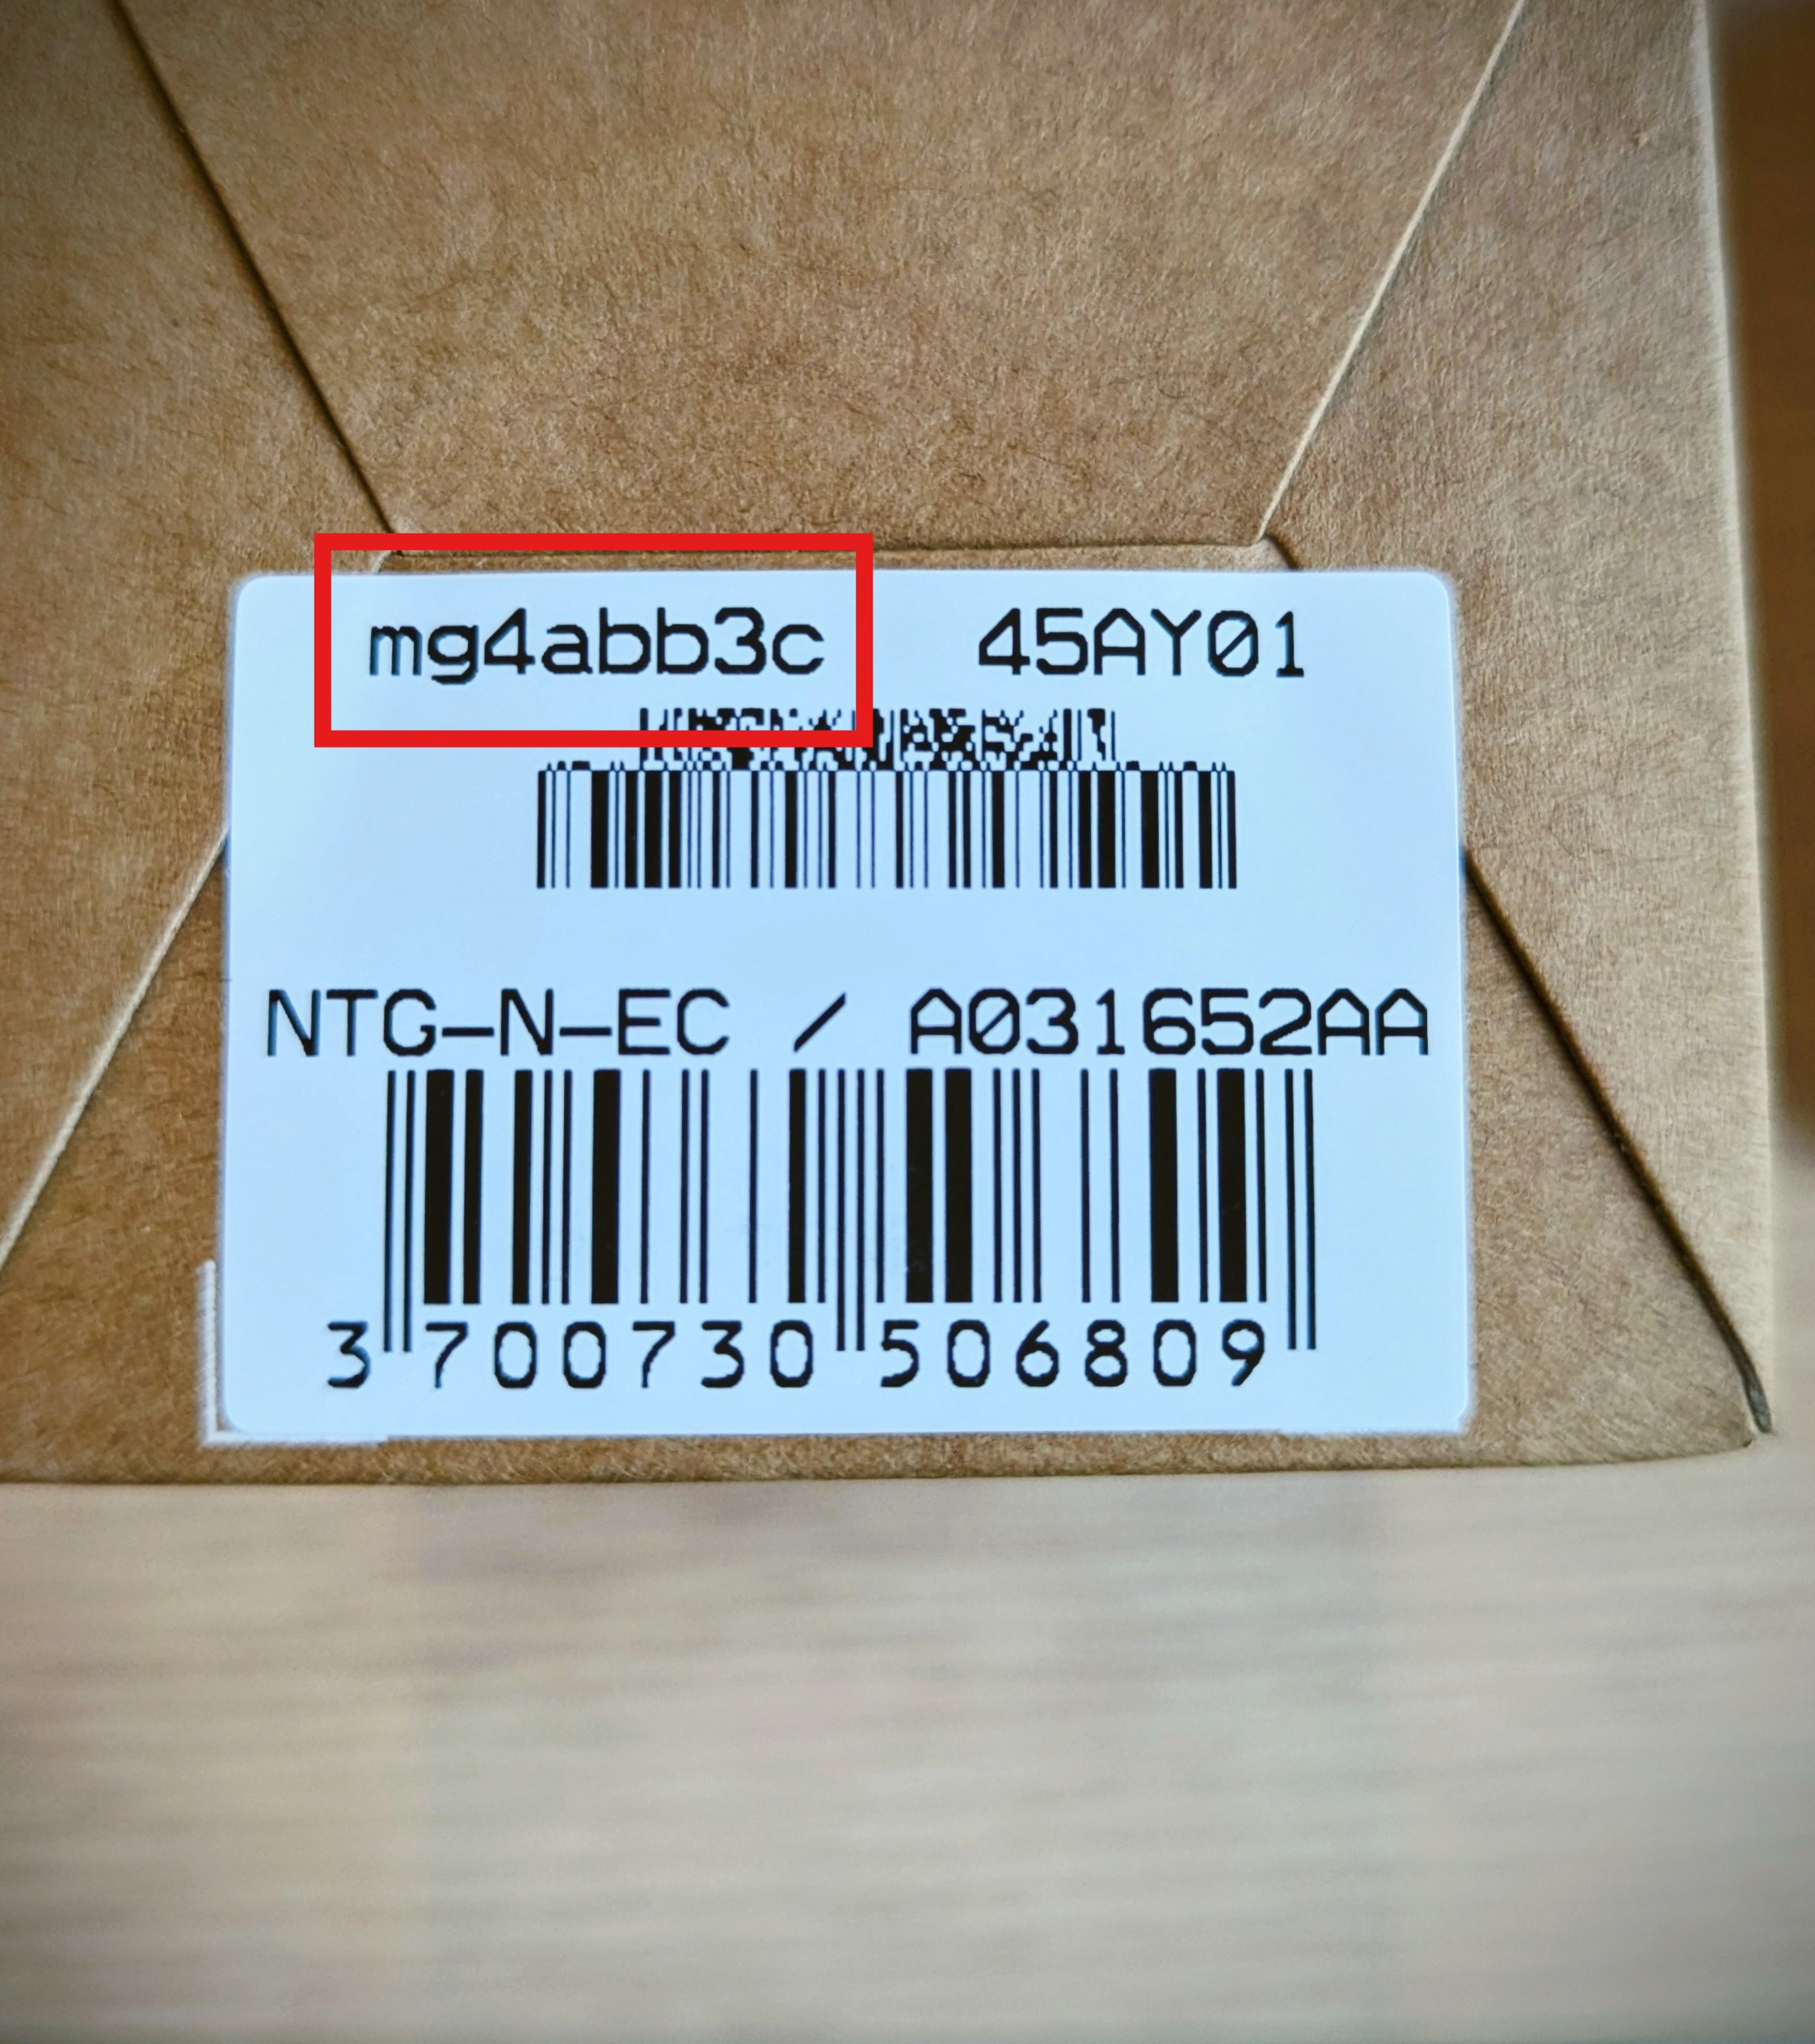 mg4abb3c 45AY01
NTG-N-EC / A031652AA
3 700730 506809